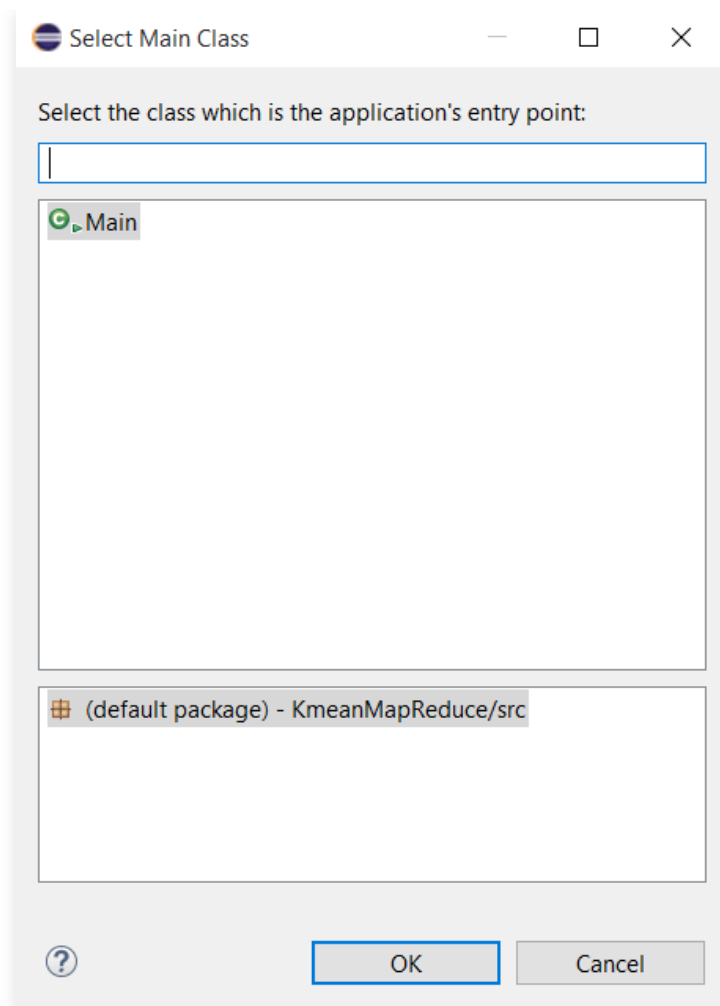 Select Main Class
Select the class which is the application's entry point:
Main
(default package) - KmeanMapReduce/src
OK
Cancel